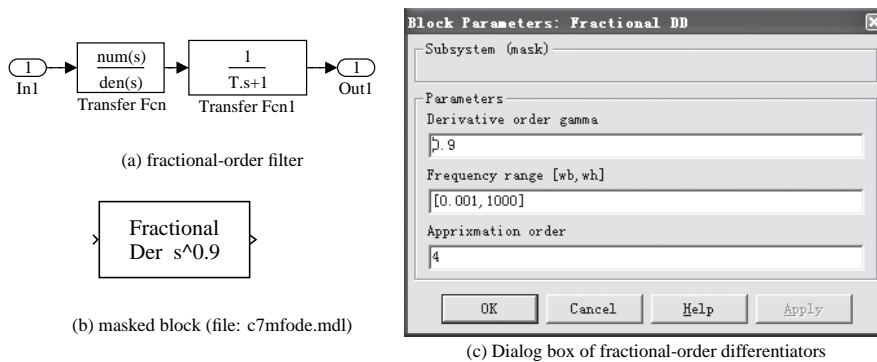 1
In1
num(s)
den(s)
Transfer Fcn
1
T.s+1
Transfer Fcn1
1
Out1
(a) fractional-order filter
Fractional
Der s^0.9
(b) masked block (file: c7mfode.mdl)
Block Parameters: Fractional DD
Subsystem (mask)
Parameters
Derivative order gamma
0.9
Frequency range [wb,wh]
[0.001,1000]
Apprixmation order
4
OK
Cancel
Help
Apply
(c) Dialog box of fractional-order differentiators